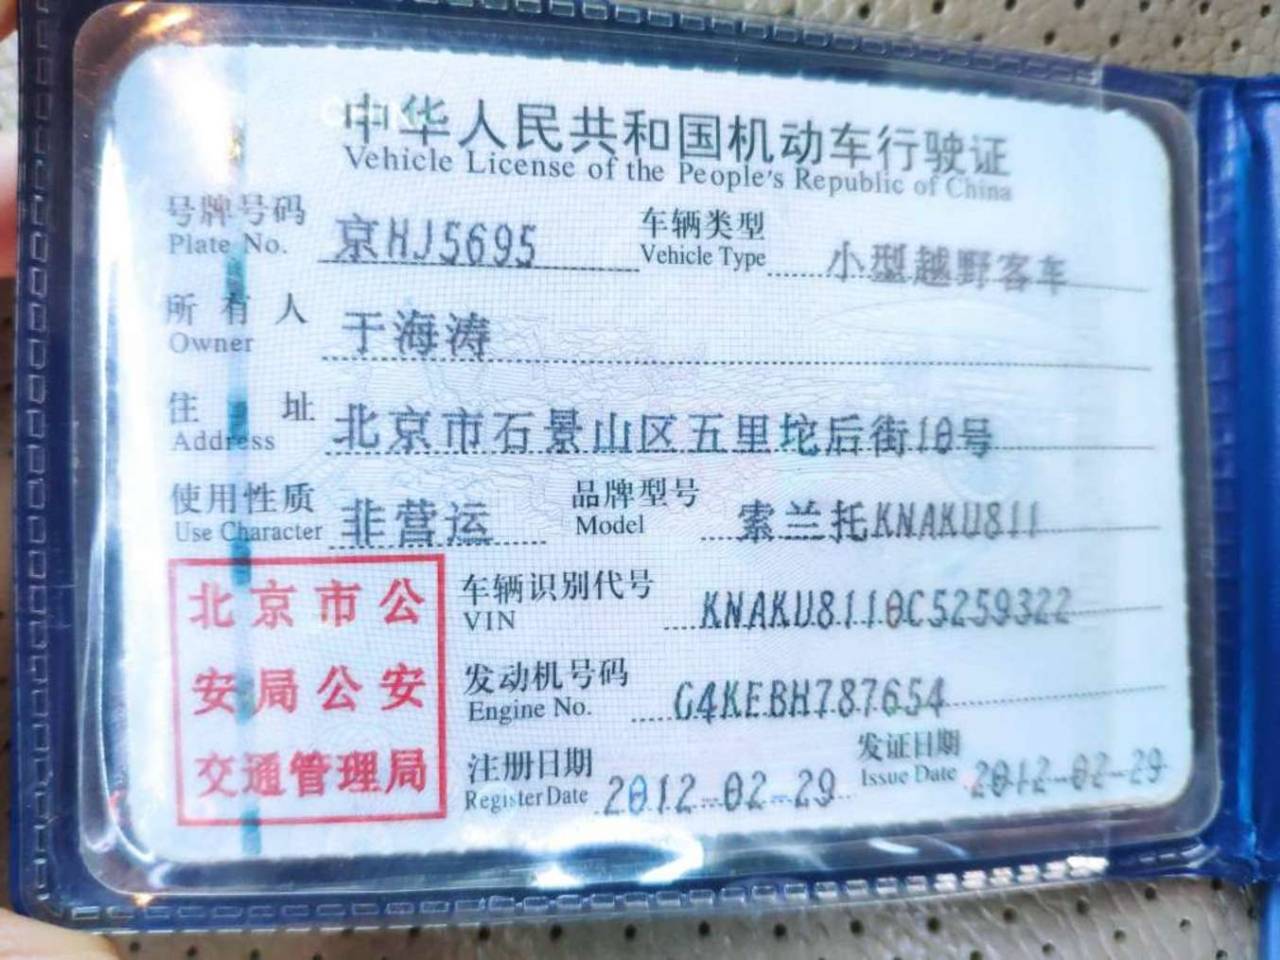 中华人民共和国机动车行驶证
Vehicle License of the People's Republic of China
号牌号码 京HJ5695 车辆类型 小型越野客车
Plate No. Vehicle Type
所有人 于海涛
Owner
住址 北京市石景山区五里坨后街10号
Address
使用性质 非营运 品牌型号 索兰托KNAKU811
Use Character Model
北京市公
安局公安
交通管理局
车辆识别代号 KNAKU8110C5259322
VIN
发动机号码 G4KEBH787654
Engine No.
注册日期 2012-02-29 发证日期 2012-02-29
Register Date Issue Date